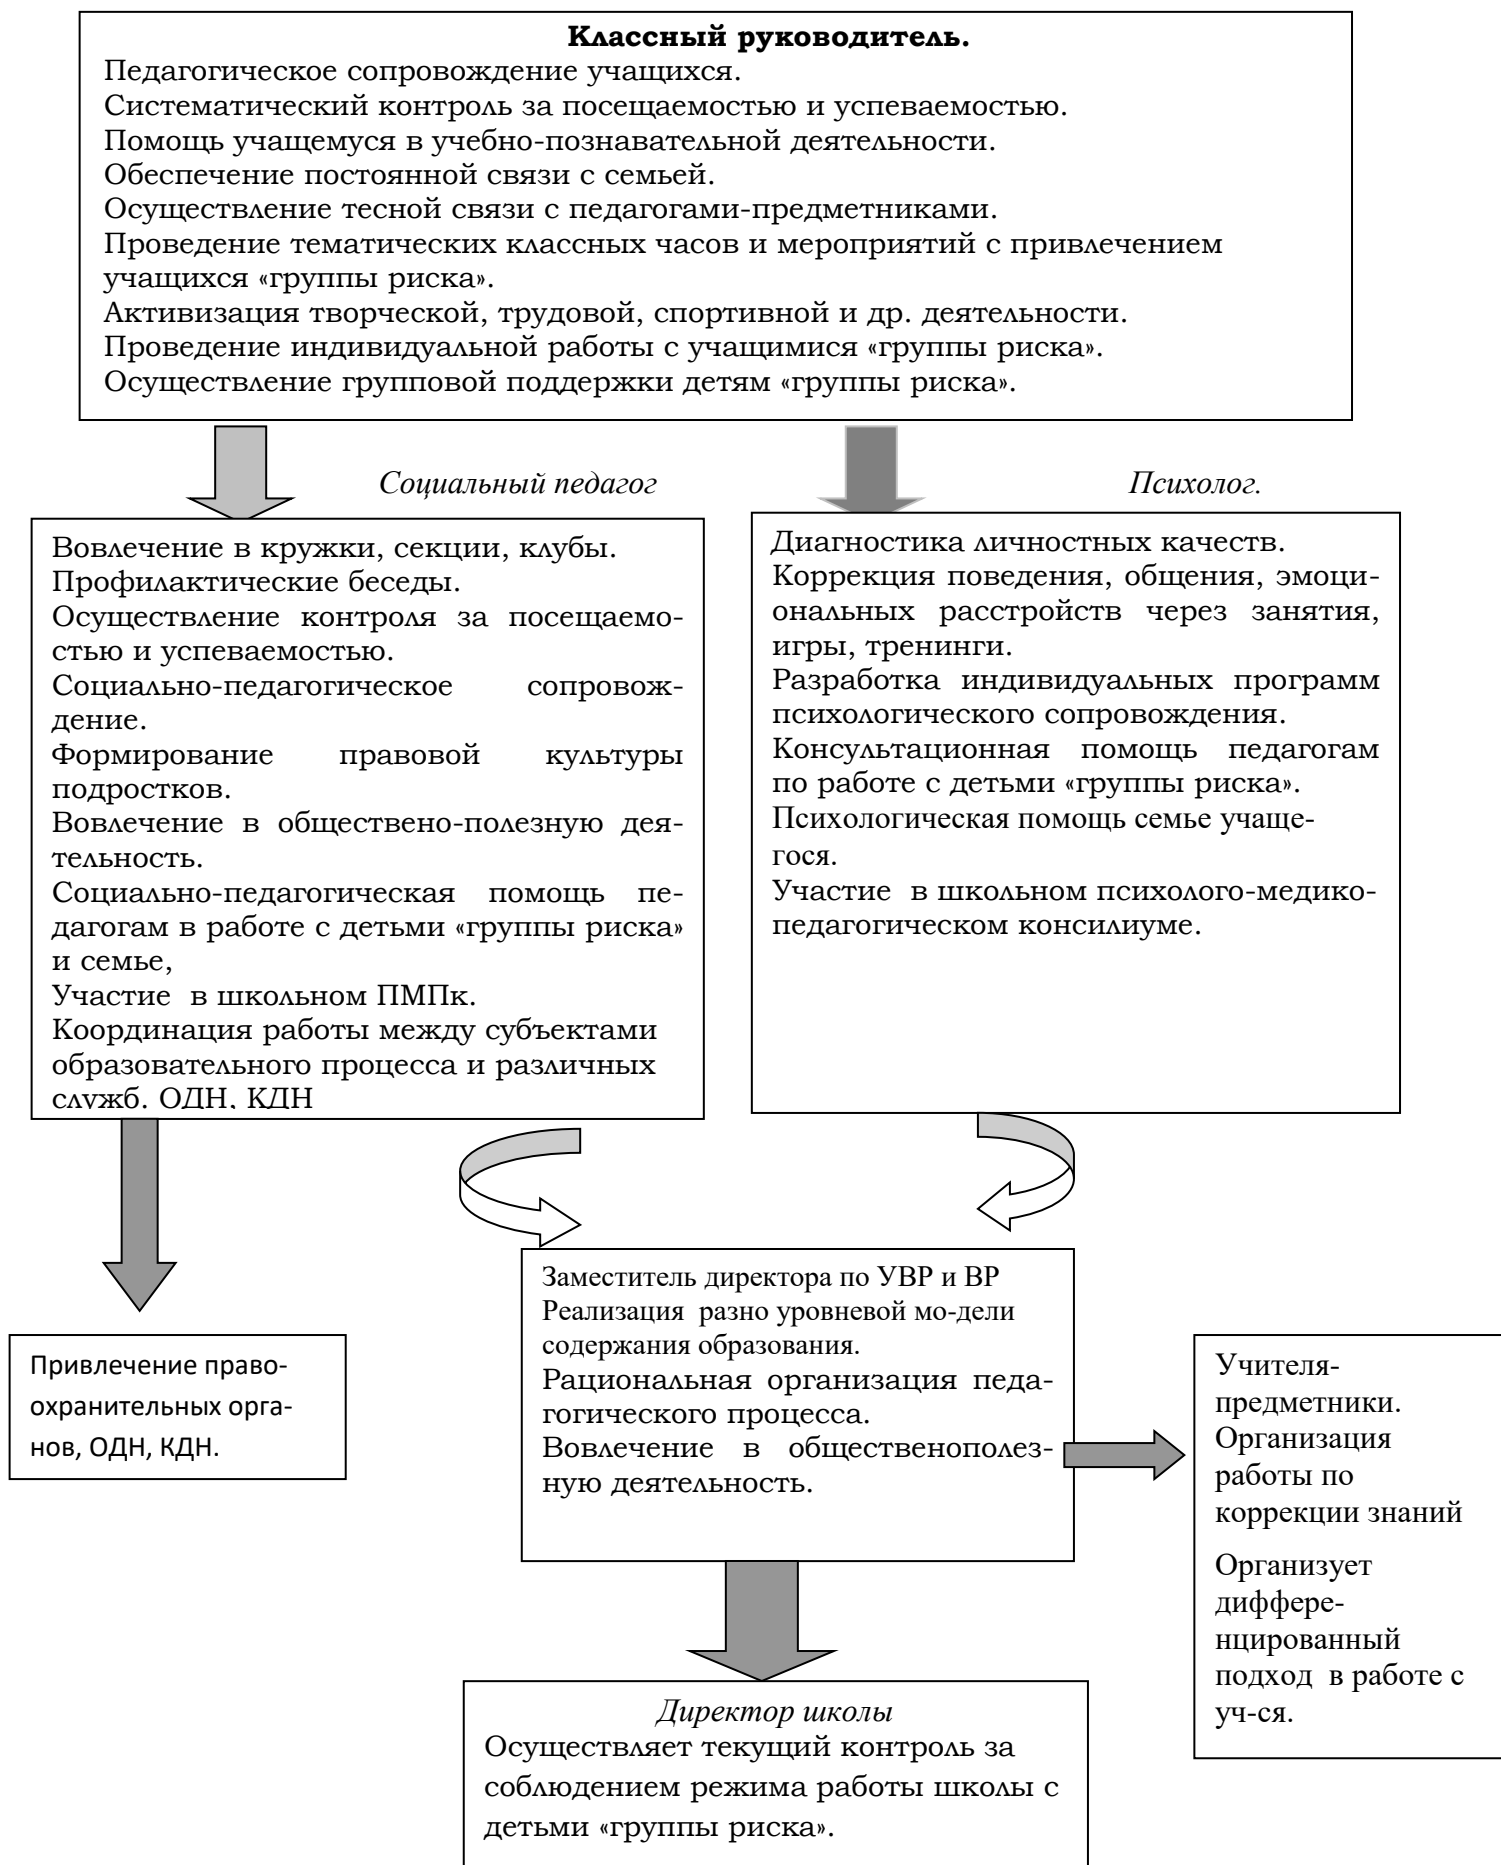 Классный руководитель.
Педагогическое сопровождение учащихся.
Систематический контроль за посещаемостью и успеваемостью.
Помощь учащемуся в учебно-познавательной деятельности.
Обеспечение постоянной связи с семьей.
Осуществление тесной связи с педагогами-предметниками.
Проведение тематических классных часов и мероприятий с привлечением
учащихся «группы риска».
Активизация творческой, трудовой, спортивной и др. деятельности.
Проведение индивидуальной работы с учащимися «группы риска».
Осуществление групповой поддержки детям «группы риска».
Социальный педагог
Вовлечение в кружки, секции, клубы.
Профилактические беседы.
Осуществление контроля за посещаемо-
стью и успеваемостью.
Социально-педагогическое сопровож-
дение.
Формирование правовой культуры
подростков.
Вовлечение в обществено-полезную дея-
тельность.
Социально-педагогическая помощь пе-
дагогам в работе с детьми «группы риска»
и семье,
Участие в школьном ПМПк.
Координация работы между субъектами
образовательного процесса и различных
служб. ОДН, КДН
Психолог.
Диагностика личностных качеств.
Коррекция поведения, общения, эмоци-
ональных расстройств через занятия,
игры, тренинги.
Разработка индивидуальных программ
психологического сопровождения.
Консультационная помощь педагогам
по работе с детьми «группы риска».
Психологическая помощь семье учаще-
гося.
Участие в школьном психолого-медико-
педагогическом консилиуме.
Привлечение право-
охранительных орга-
нов, ОДН, КДН.
Заместитель директора по УВР и ВР
Реализация разно уровневой мо-дели
содержания образования.
Рациональная организация педа-
гогического процесса.
Вовлечение в общественополез-
ную деятельность.
Учителя-
предметники.
Организация
работы по
коррекции знаний
Организует
диффере-
нцированный
подход в работе с
уч-ся.
Директор школы
Осуществляет текущий контроль за
соблюдением режима работы школы с
детьми «группы риска».